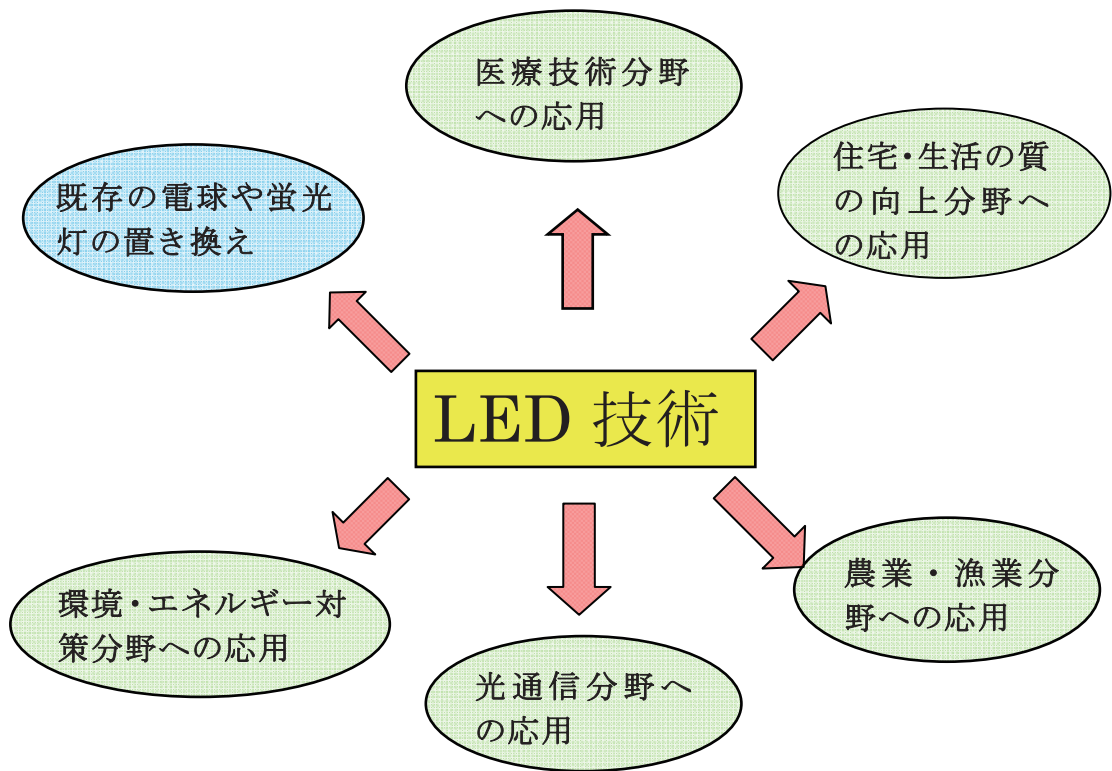 医療技術分野
への応用
住宅・生活の質
の向上分野へ
の応用
既存の電球や蛍光
灯の置き換え
LED 技術
農業・漁業分
野への応用
環境・エネルギー対
策分野への応用
光通信分野へ
の応用